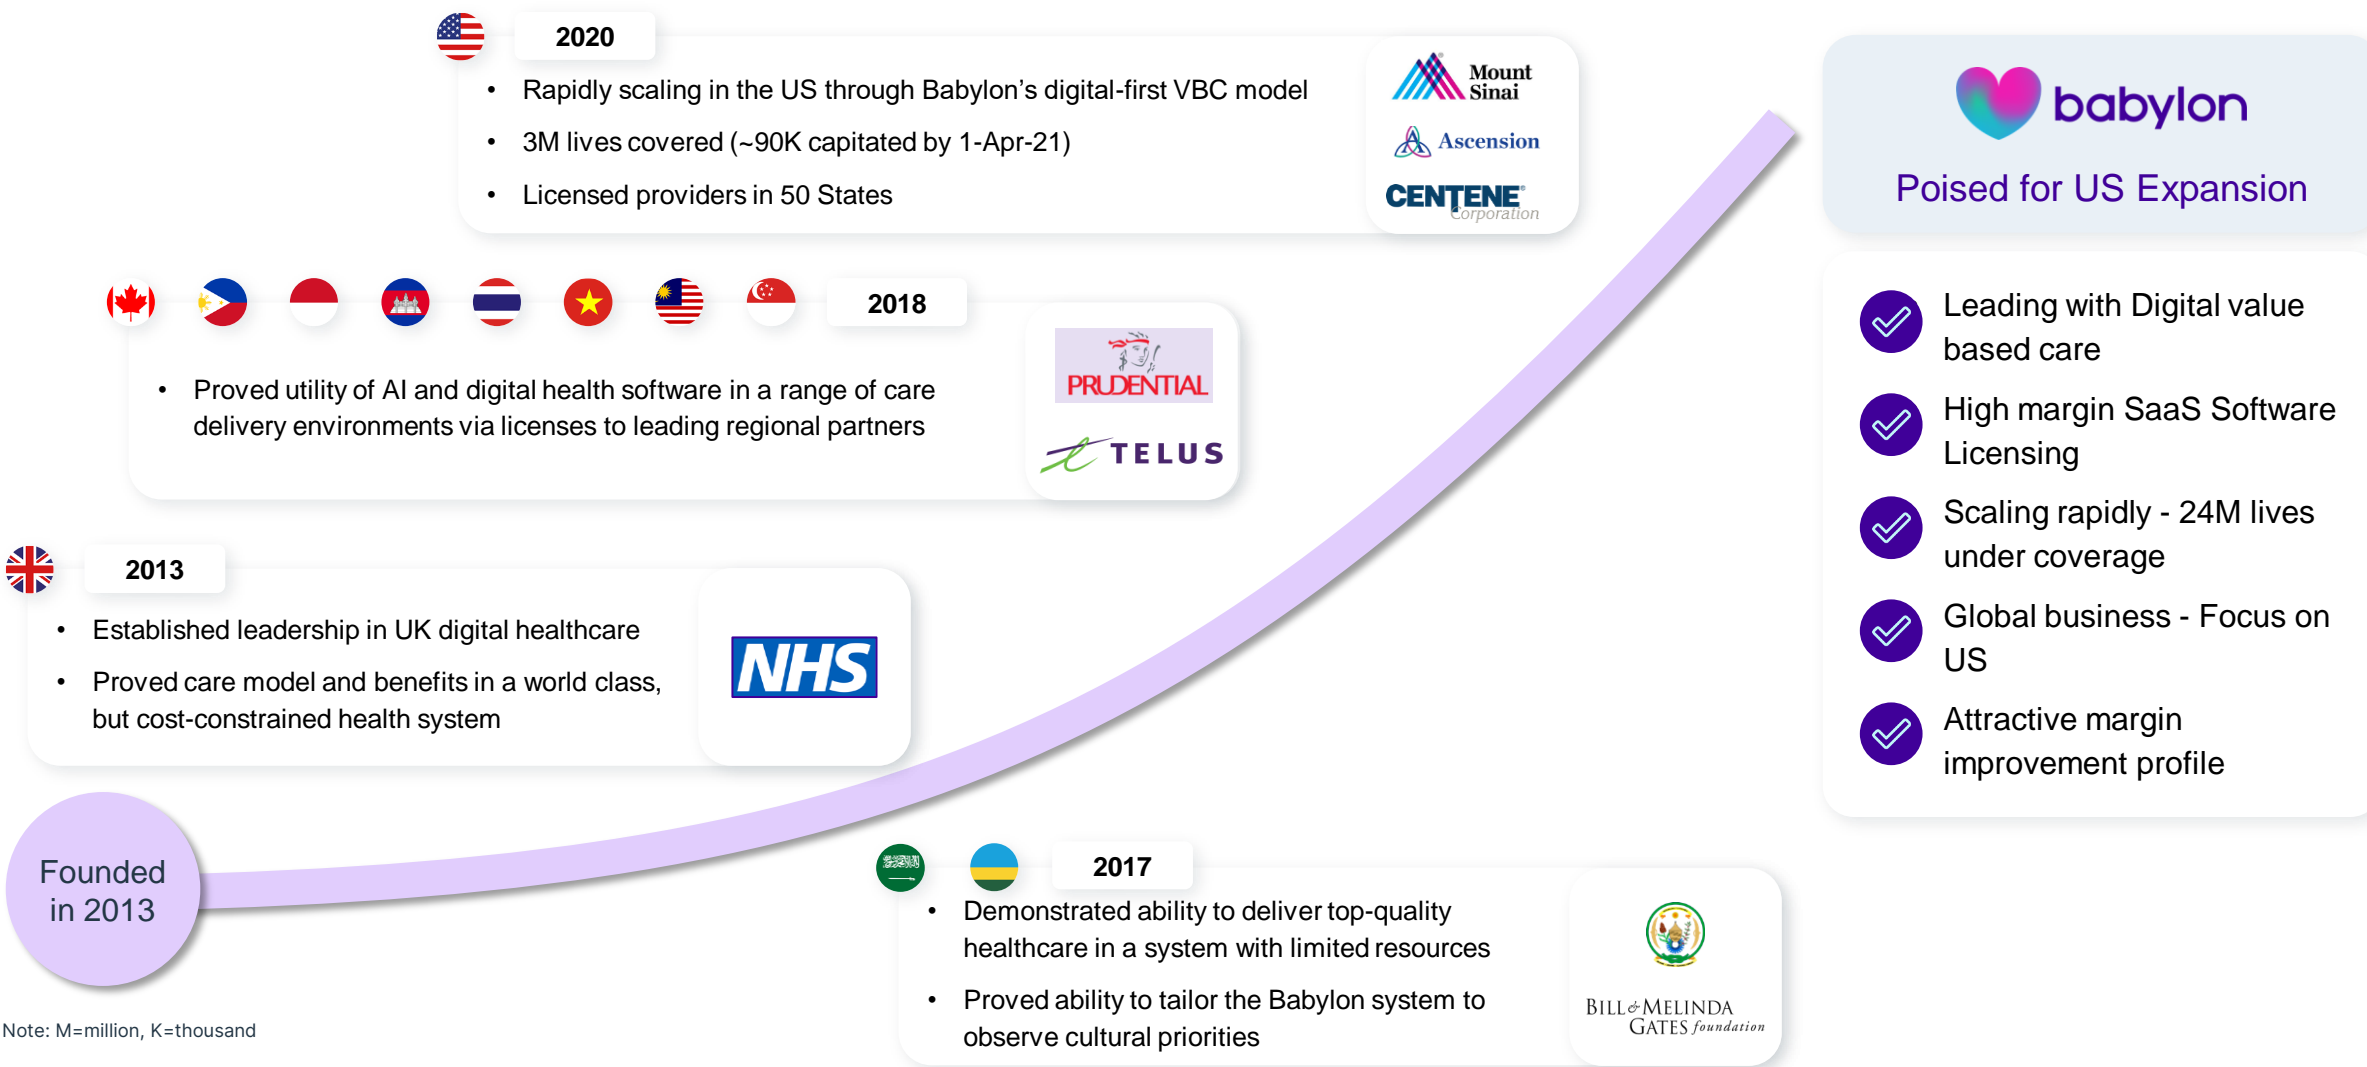 2020
• Rapidly scaling in the US through Babylon’s digital-first VBC model
• 3M lives covered (~90K capitated by 1-Apr-21)
• Licensed providers in 50 States
Mount
Sinai
Ascension
CENTENE®
Corporation
babylon
Poised for US Expansion
Leading with Digital value
based care
High margin SaaS Software
Licensing
Scaling rapidly - 24M lives
under coverage
Global business - Focus on
US
Attractive margin
improvement profile
2018
• Proved utility of AI and digital health software in a range of care
delivery environments via licenses to leading regional partners
PRUDENTIAL
TELUS
2013
• Established leadership in UK digital healthcare
• Proved care model and benefits in a world class,
but cost-constrained health system
NHS
Founded
in 2013
2017
• Demonstrated ability to deliver top-quality
healthcare in a system with limited resources
• Proved ability to tailor the Babylon system to
observe cultural priorities
BILL & MELINDA
GATES foundation
Note: M=million, K=thousand